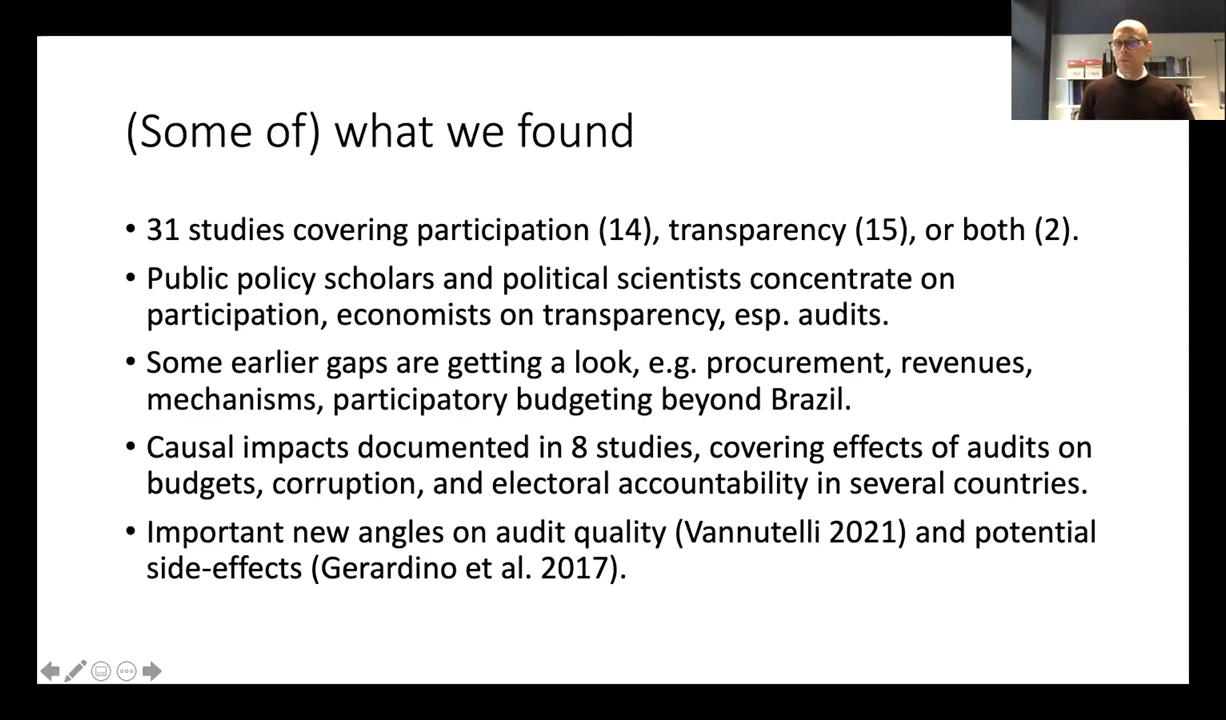 (Some of) what we found
• 31 studies covering participation (14), transparency (15), or both (2).
• Public policy scholars and political scientists concentrate on
participation, economists on transparency, esp. audits.
• Some earlier gaps are getting a look, e.g. procurement, revenues,
mechanisms, participatory budgeting beyond Brazil.
• Causal impacts documented in 8 studies, covering effects of audits on
budgets, corruption, and electoral accountability in several countries.
• Important new angles on audit quality (Vannutelli 2021) and potential
side-effects (Gerardino et al. 2017).